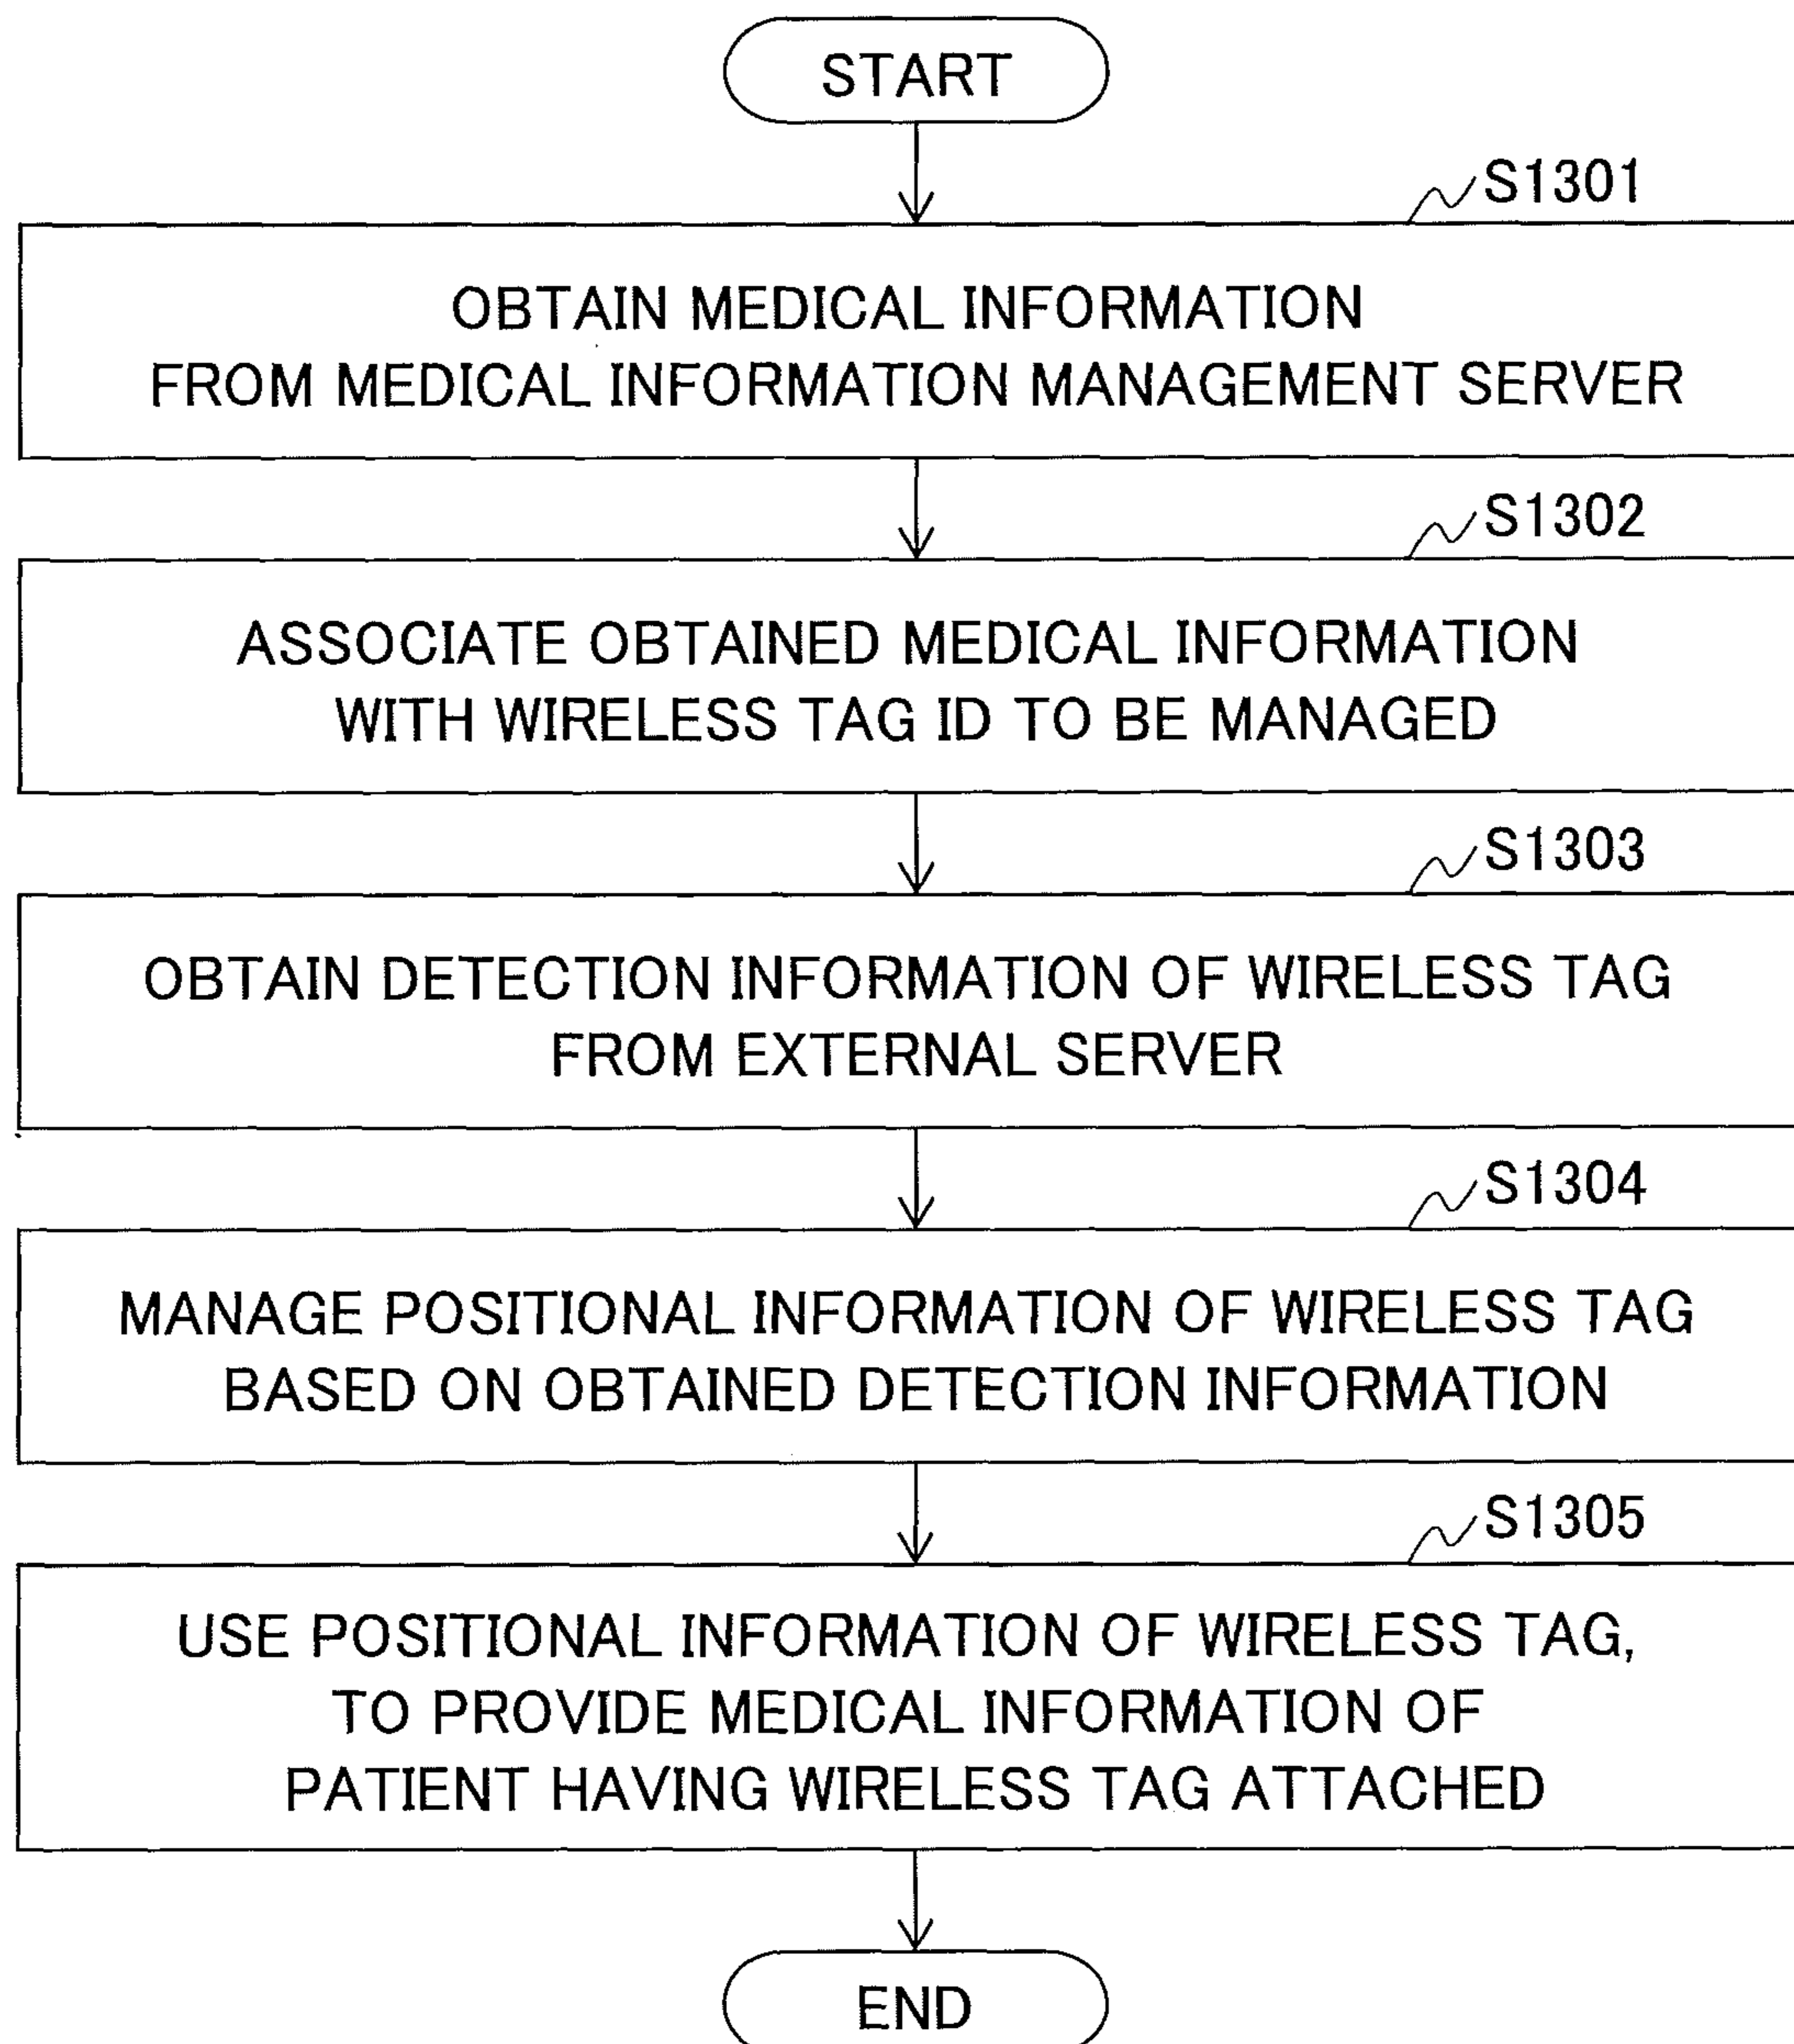 START
S1301
OBTAIN MEDICAL INFORMATION
FROM MEDICAL INFORMATION MANAGEMENT SERVER
S1302
ASSOCIATE OBTAINED MEDICAL INFORMATION
WITH WIRELESS TAG ID TO BE MANAGED
S1303
OBTAIN DETECTION INFORMATION OF WIRELESS TAG
FROM EXTERNAL SERVER
S1304
MANAGE POSITIONAL INFORMATION OF WIRELESS TAG
BASED ON OBTAINED DETECTION INFORMATION
S1305
USE POSITIONAL INFORMATION OF WIRELESS TAG,
TO PROVIDE MEDICAL INFORMATION OF
PATIENT HAVING WIRELESS TAG ATTACHED
END